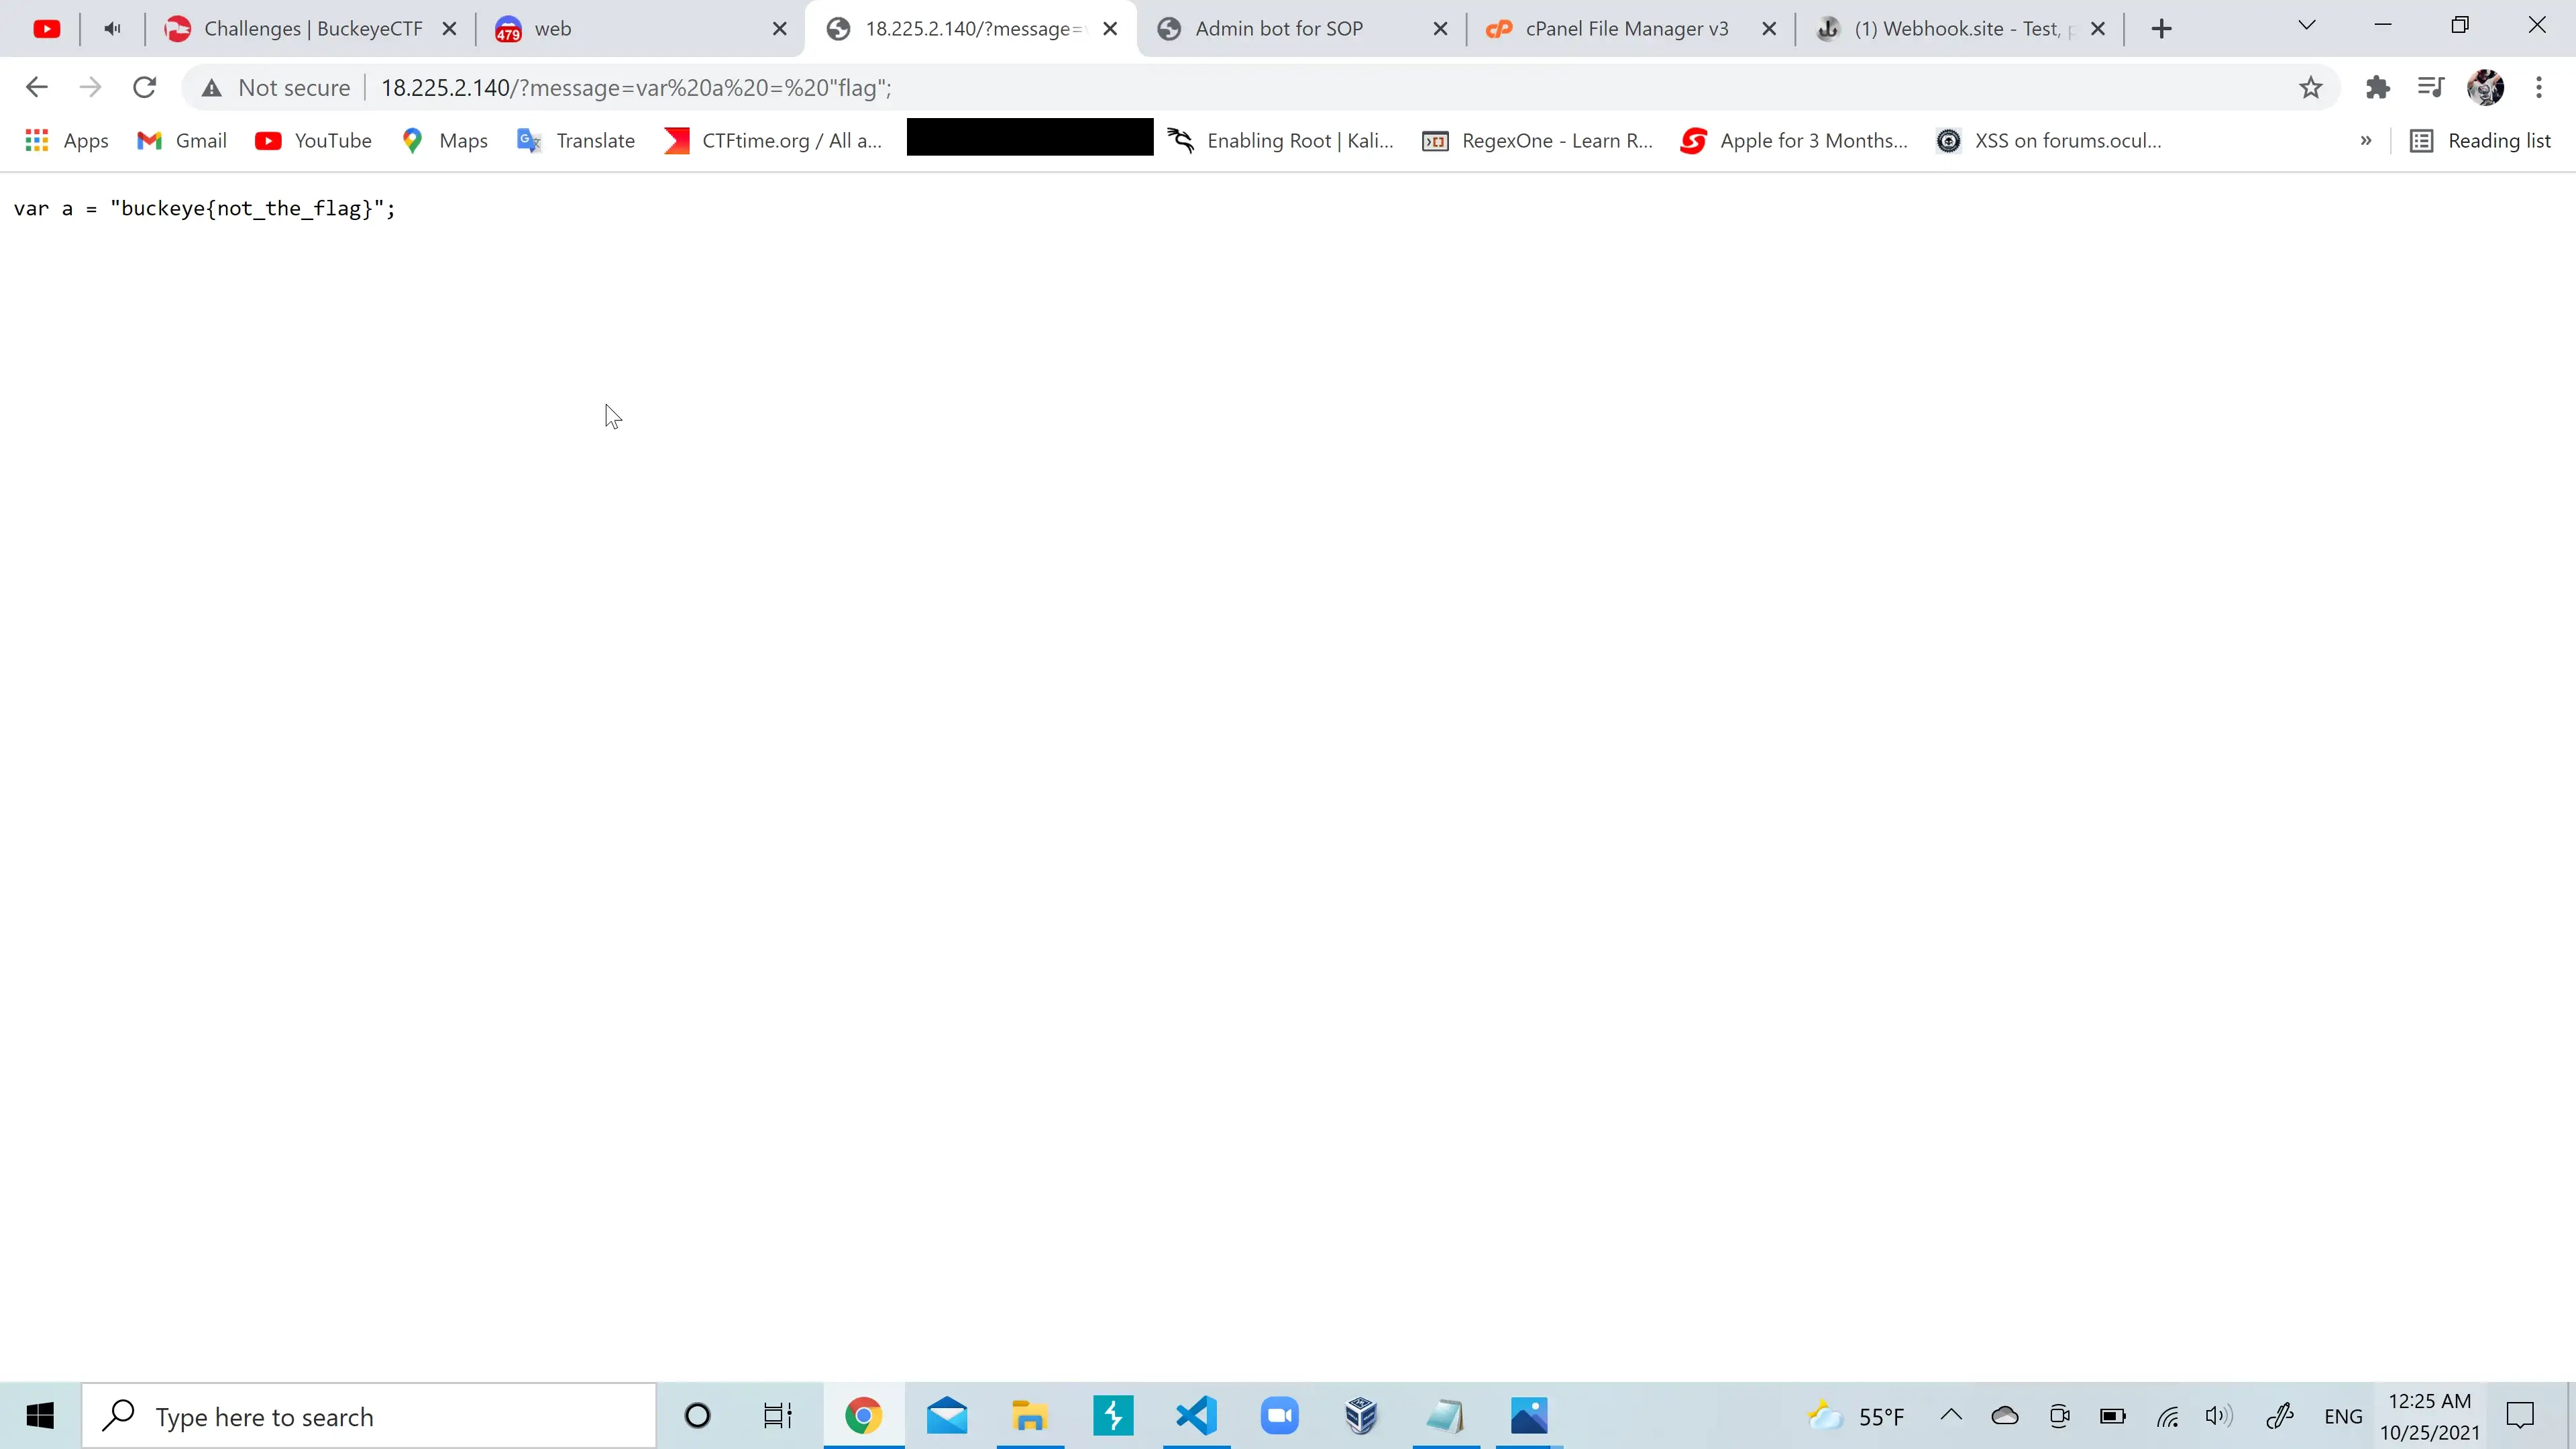 Challenges | BuckeyeCTF
479 web
18.225.2.140/?message=
Admin bot for SOP
cPanel File Manager v3
(1) Webhook.site - Test, p
Not secure
18.225.2.140/?message=var%20a%20=%20"flag";
Apps
Gmail
YouTube
Maps
Translate
CTFtime.org / All a...
Enabling Root | Kali...
RegexOne - Learn R...
Apple for 3 Months...
XSS on forums.ocul...
»
Reading list
var a = "buckeye{not_the_flag}";
Type here to search
55°F
ENG
12:25 AM
10/25/2021